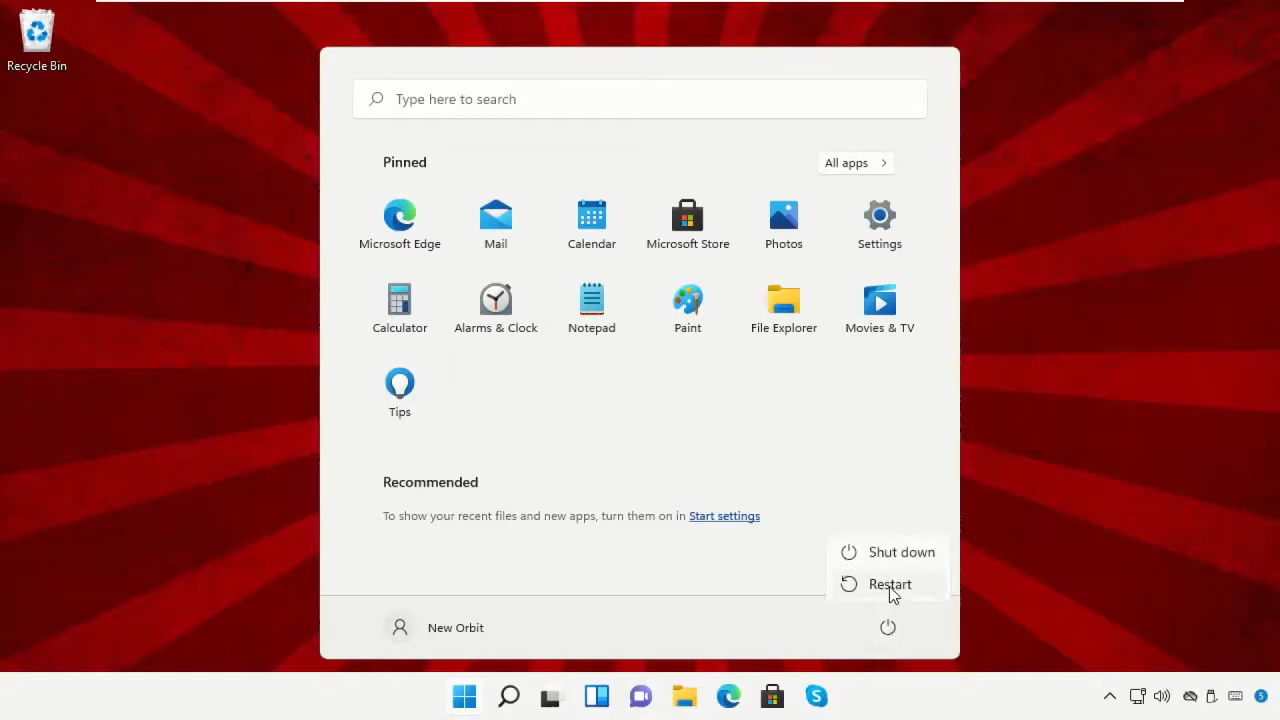 Recycle Bin
Type here to search
Pinned
All apps
Microsoft Edge
Mail
Calendar
Microsoft Store
Photos
Settings
Calculator
Alarms & Clock
Notepad
Paint
File Explorer
Movies & TV
Tips
Recommended
To show your recent files and new apps, turn them on in Start settings
Shut down
Restart
New Orbit
S
5